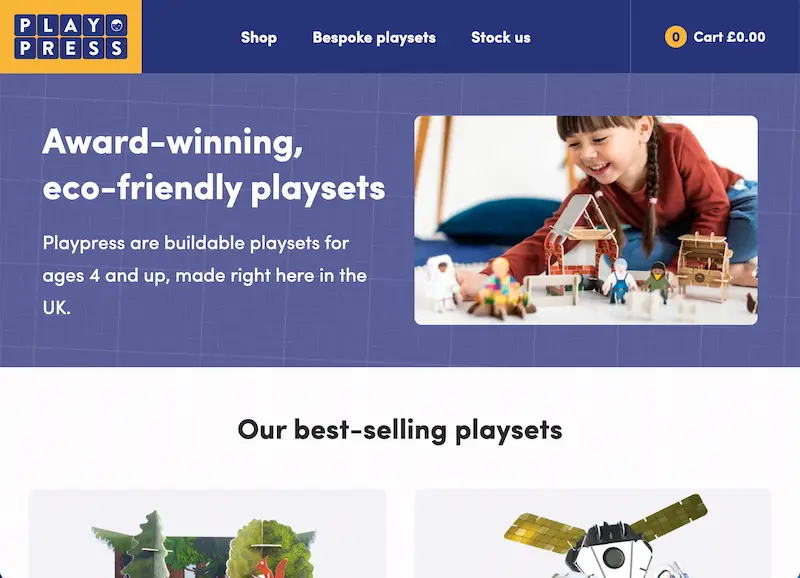 PLAY
PRESS
Shop
Bespoke playsets
Stock us
0
Cart £0.00
Award-winning,
eco-friendly playsets
Playpress are buildable playsets for
ages 4 and up, made right here in the
UK.
Our best-selling playsets